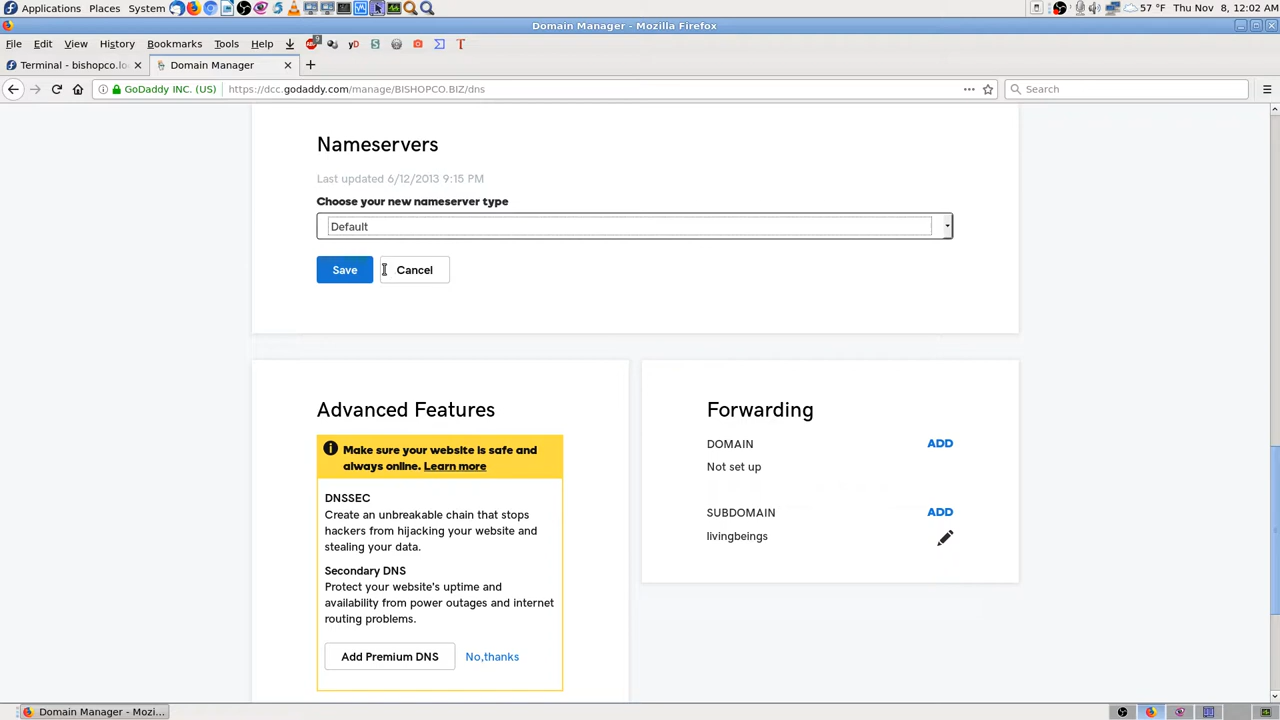 Applications Places System 57 °F Thu Nov 8, 12:02 AM
Domain Manager - Mozilla Firefox
File Edit View History Bookmarks Tools Help
Terminal - bishopco.lo
Domain Manager
GoDaddy INC. (US) https://dcc.godaddy.com/manage/BISHOPCO.BIZ/dns Search
Nameservers
Last updated 6/12/2013 9:15 PM
Choose your new nameserver type
Default
Save Cancel
Advanced Features
Make sure your website is safe and
always online. Learn more
DNSSEC
Create an unbreakable chain that stops
hackers from hijacking your website and
stealing your data.
Secondary DNS
Protect your website's uptime and
availability from power outages and internet
routing problems.
Add Premium DNS No,thanks
Forwarding
DOMAIN ADD
Not set up
SUBDOMAIN ADD
livingbeings
Domain Manager - Mozi...